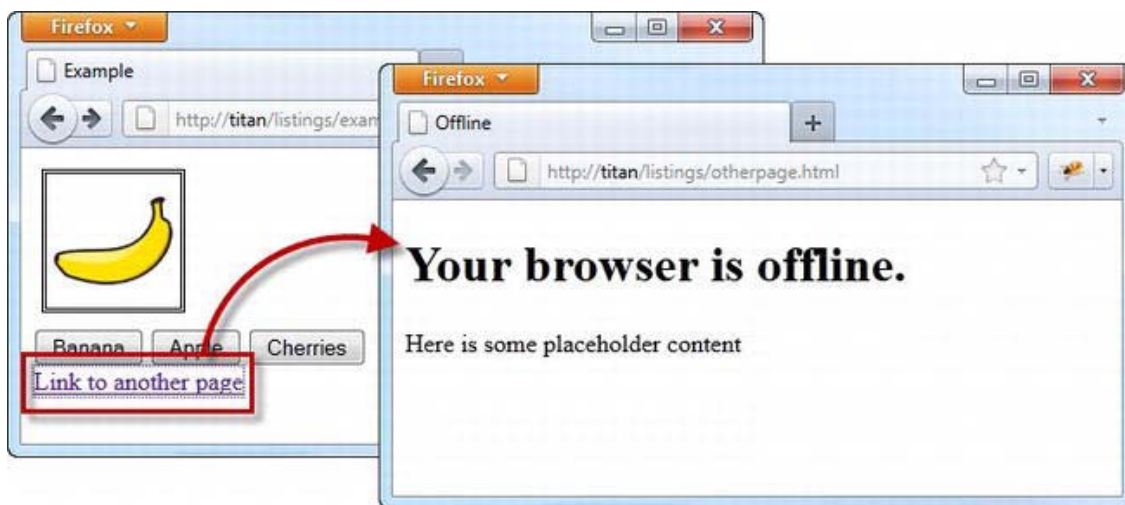 Firefox
Example
http://titan/listings/exam
Banana Apple Cherries
Link to another page
Firefox
Offline
http://titan/listings/otherpage.html
Your browser is offline.
Here is some placeholder content